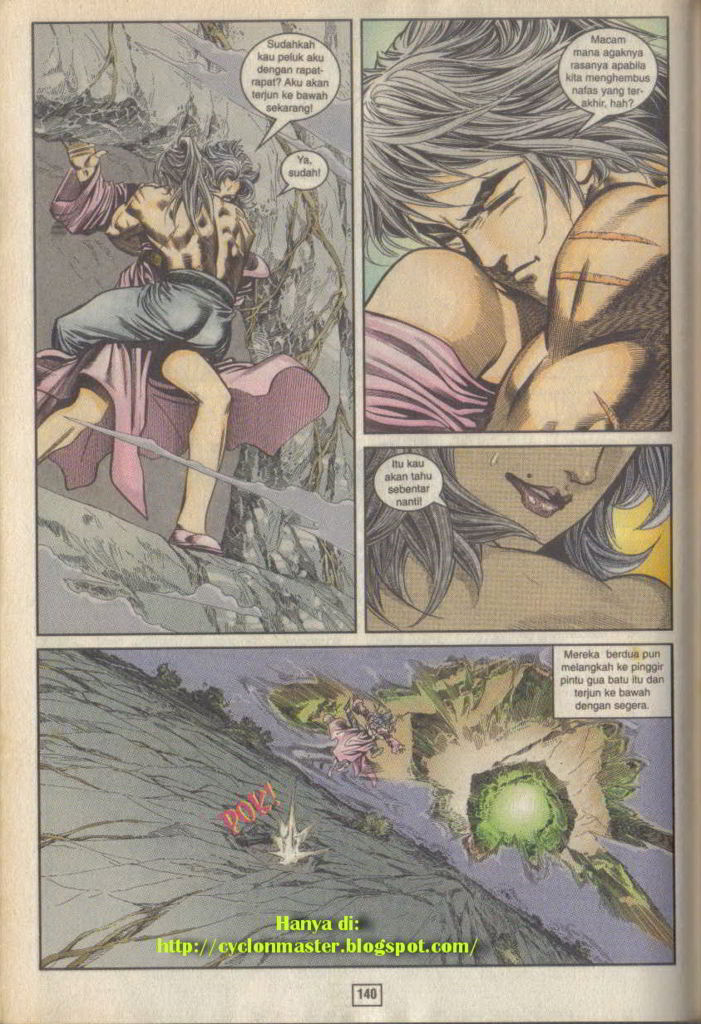 Sudahkah
kau peluk aku
dengan rapat-
rapat? Aku akan
terjun ke bawah
sekarang!
Ya,
sudah!
Macam
mana agaknya
rasanya apabila
kita menghembus
nafas yang ter-
akhir, hah?
Itu kau
akan tahu
sebentar
nanti!
Mereka berdua pun
melangkah ke pinggir
pintu gua batu itu dan
terjun ke bawah
dengan segera.
POK!
Hanya di:
http://cyclonmaster.blogspot.com/
140